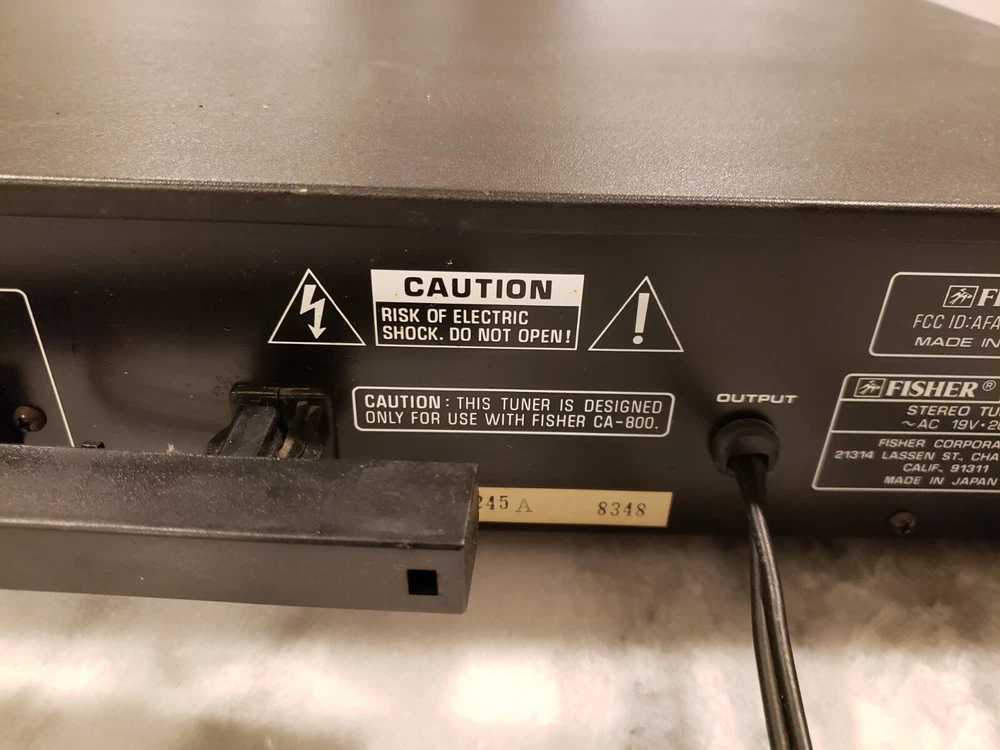 CAUTION
RISK OF ELECTRIC
SHOCK. DO NOT OPEN!
CAUTION: THIS TUNER IS DESIGNED
ONLY FOR USE WITH FISHER CA-800.
245 A 8348
OUTPUT
FCC ID:AFA
MADE IN
FISHER®
STEREO TU
~AC 19V·2
FISHER CORPORA
21314 LASSEN ST., CHA
CALIF., 91311
MADE IN JAPAN